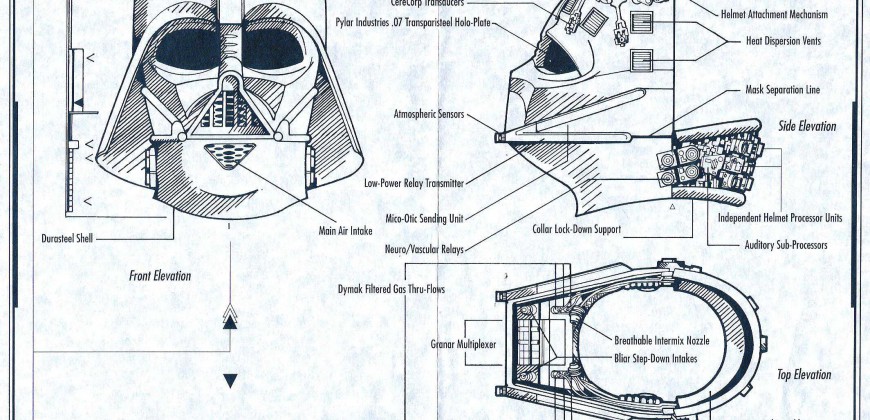 CereCorp Transducers
Pylar Industries .07 Transparisteel Holo-Plate
Helmet Attachment Mechanism
Heat Dispersion Vents
Mask Separation Line
Atmospheric Sensors
Side Elevation
Low-Power Relay Transmitter
Mico-Otic Sending Unit
Independent Helmet Processor Units
Main Air Intake
Collar Lock-Down Support
Durasteel Shell
Neuro/Vascular Relays
Auditory Sub-Processors
Front Elevation
Dymak Filtered Gas Thru-Flows
Granar Multiplexer
Breathable Intermix Nozzle
Bliar Step-Down Intakes
Top Elevation